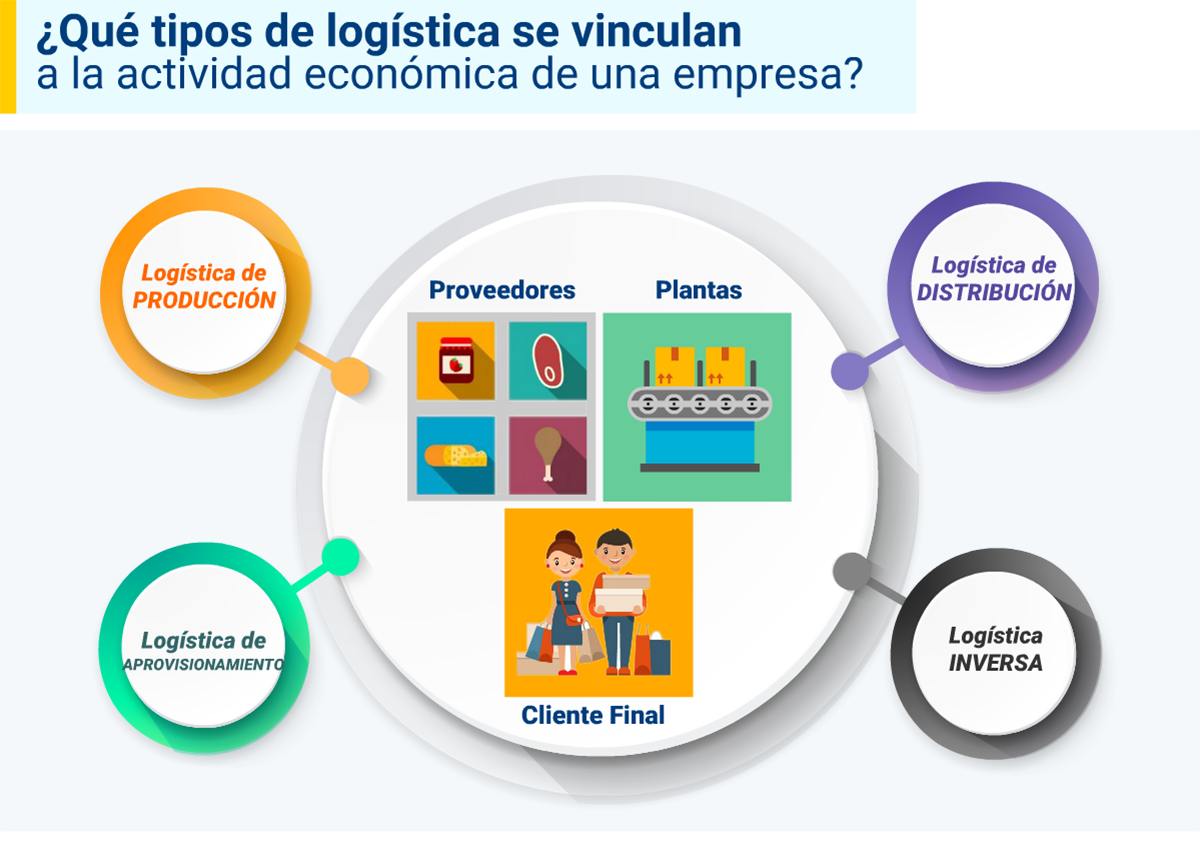 ¿Qué tipos de logística se vinculan
a la actividad económica de una empresa?
Logística de
PRODUCCIÓN
Proveedores
Plantas
Logística de
DISTRIBUCIÓN
Logística de
APROVISIONAMIENTO
Cliente Final
Logística
INVERSA